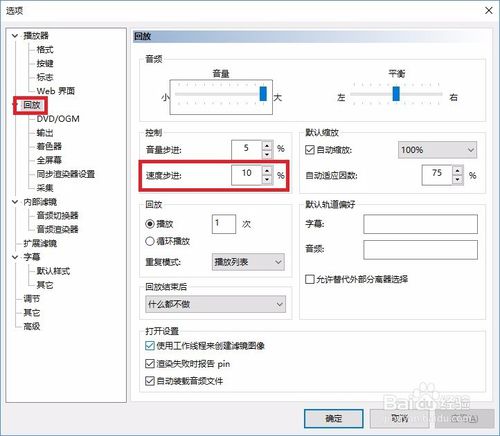 选项
播放器
格式
按键
标志
Web 界面
回放
DVD/OGM
输出
着色器
全屏幕
同步渲染器设置
采集
内部滤镜
音频切换器
音频渲染器
扩展滤镜
字幕
默认样式
其它
调节
其它
高级
回放
音频
音量
平衡
小
大
左
右
控制
音量步进: 5 %
速度步进: 10 %
默认缩放
自动缩放: 100%
自动适应因数: 75 %
回放
播放 1 次
循环播放
重复模式: 播放列表
默认轨道偏好
字幕:
音频:
允许替代外部分离器选择
回放结束后
什么都不做
打开设置
使用工作线程来创建滤镜图像
渲染失败时报告 pin
自动装载音频文件
确定
取消
应用(A)
Baidu 经验